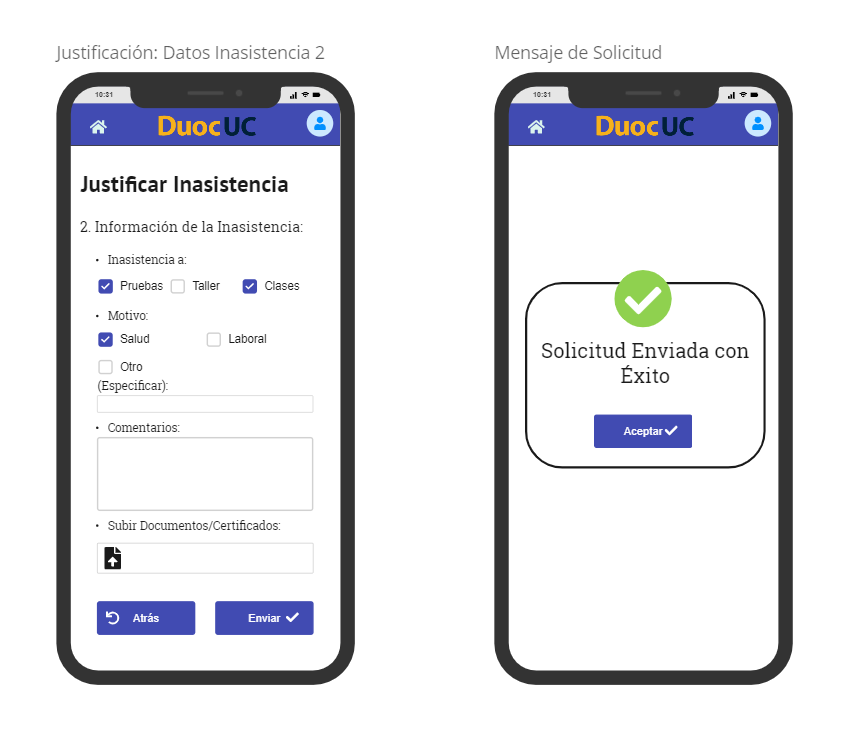 Justificación: Datos Inasistencia 2
10:31
DuocUC
Justificar Inasistencia
2. Información de la Inasistencia:
• Inasistencia a:
Pruebas Taller Clases
• Motivo:
Salud Laboral
Otro
(Especificar):
• Comentarios:
• Subir Documentos/Certificados:
Atrás Enviar
Mensaje de Solicitud
10:31
DuocUC
Solicitud Enviada con
Éxito
Aceptar